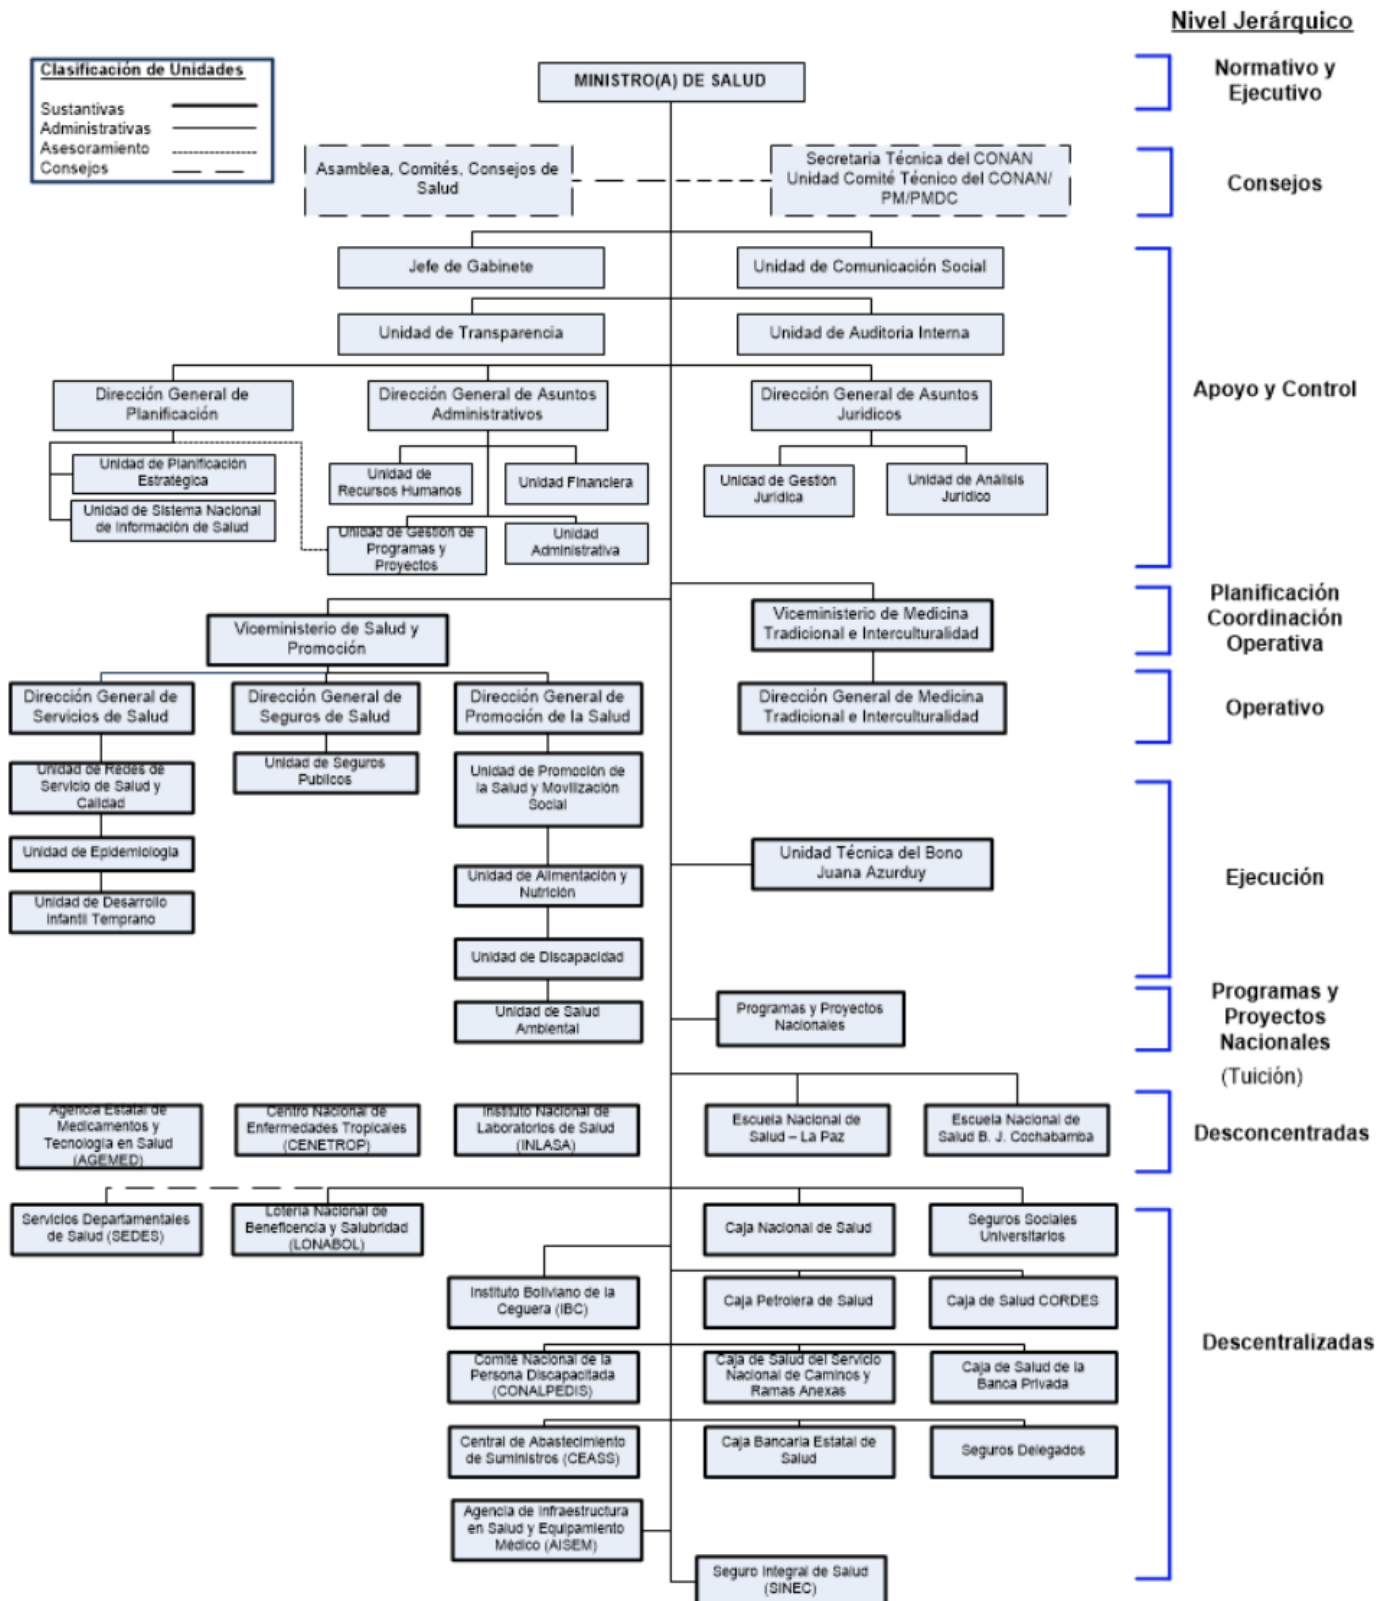 Nivel Jerárquico
Clasificación de Unidades
Sustantivas
Administrativas
Asesoramiento
Consejos
MINISTRO(A) DE SALUD
Normativo y
Ejecutivo
Asamblea, Comités, Consejos de
Salud
Secretaria Técnica del CONAN
Unidad Comité Técnico del CONAN/
PM/PMDC
Consejos
Jefe de Gabinete
Unidad de Comunicación Social
Unidad de Transparencia
Unidad de Auditoria Interna
Dirección General de
Planificación
Dirección General de Asuntos
Administrativos
Dirección General de Asuntos
Juridicos
Apoyo y Control
Unidad de Planificación
Estratégica
Unidad de Sistema Nacional
de Información de Salud
Unidad de
Recursos Humanos
Unidad Financiera
Unidad de Gestión de
Programas y
Proyectos
Unidad
Administrativa
Unidad de Gestión
Jurídica
Unidad de Análisis
Jurídico
Viceministerio de Salud y
Promoción
Viceministerio de Medicina
Tradicional e Interculturalidad
Planificación
Coordinación
Operativa
Dirección General de
Servicios de Salud
Dirección General de
Seguros de Salud
Dirección General de
Promoción de la Salud
Dirección General de Medicina
Tradicional e Interculturalidad
Operativo
Unidad de Redes de
Servicio de Salud y
Calidad
Unidad de Seguros
Publicos
Unidad de Promoción de
la Salud y Movilización
Social
Unidad de Epidemiología
Unidad de Alimentación y
Nutrición
Unidad Técnica del Bono
Juana Azurduy
Ejecución
Unidad de Desarrollo
Infantil Temprano
Unidad de Discapacidad
Unidad de Salud
Ambiental
Programas y Proyectos
Nacionales
Programas y
Proyectos
Nacionales
(Tuición)
Agencia Estatal de
Medicamentos y
Tecnología en Salud
(AGEMED)
Centro Nacional de
Enfermedades Tropicales
(CENETROP)
Instituto Nacional de
Laboratorios de Salud
(INLASA)
Escuela Nacional de
Salud – La Paz
Escuela Nacional de
Salud B. J. Cochabamba
Desconcentradas
Servicios Departamentales
de Salud (SEDES)
Lotería Nacional de
Beneficencia y Salubridad
(LONABOL)
Caja Nacional de Salud
Seguros Sociales
Universitarios
Instituto Boliviano de la
Ceguera (IBC)
Caja Petrolera de Salud
Caja de Salud CORDES
Descentralizadas
Comité Nacional de la
Persona Discapacitada
(CONALPEDIS)
Caja de Salud del Servicio
Nacional de Caminos y
Ramas Anexas
Caja de Salud de la
Banca Privada
Central de Abastecimiento
de Suministros (CEASS)
Caja Bancaria Estatal de
Salud
Seguros Delegados
Agencia de Infraestructura
en Salud y Equipamiento
Médico (AISEM)
Seguro Integral de Salud
(SINEC)